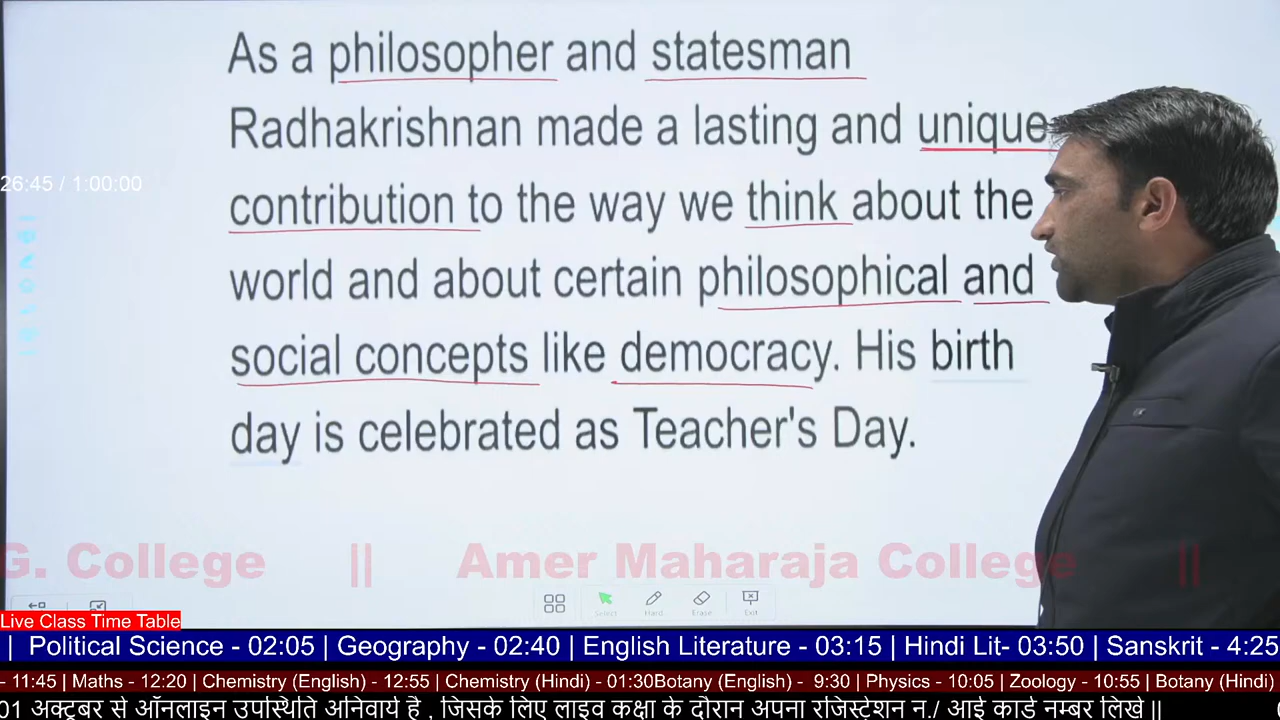 As a philosopher and statesman
Radhakrishnan made a lasting and unique
26:45 / 1:00:00
contribution to the way we think about the
world and about certain philosophical and
social concepts like democracy. His birth
day is celebrated as Teacher's Day.
G. College || Amer Maharaja College ||
Select Hard Erase Exit
Live Class Time Table
| Political Science - 02:05 | Geography - 02:40 | English Literature - 03:15 | Hindi Lit- 03:50 | Sanskrit - 4:25
- 11:45 | Maths - 12:20 | Chemistry (English) - 12:55 | Chemistry (Hindi) - 01:30Botany (English) - 9:30 | Physics - 10:05 | Zoology - 10:55 | Botany (Hindi)
01 अक्टूबर से ऑनलाइन उपस्थिति अनिवार्य है , जिसके लिए लाइव कक्षा के दौरान अपना रजिस्ट्रेशन न./ आई कार्ड नम्बर लिखे ||